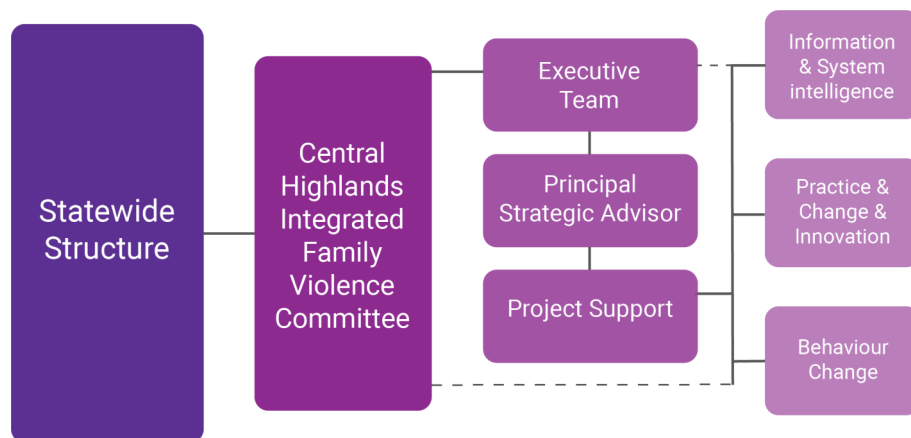 Statewide
Structure
Central
Highlands
Integrated
Family
Violence
Committee
Executive
Team
Principal
Strategic Advisor
Project Support
Information
& System
intelligence
Practice &
Change &
Innovation
Behaviour
Change